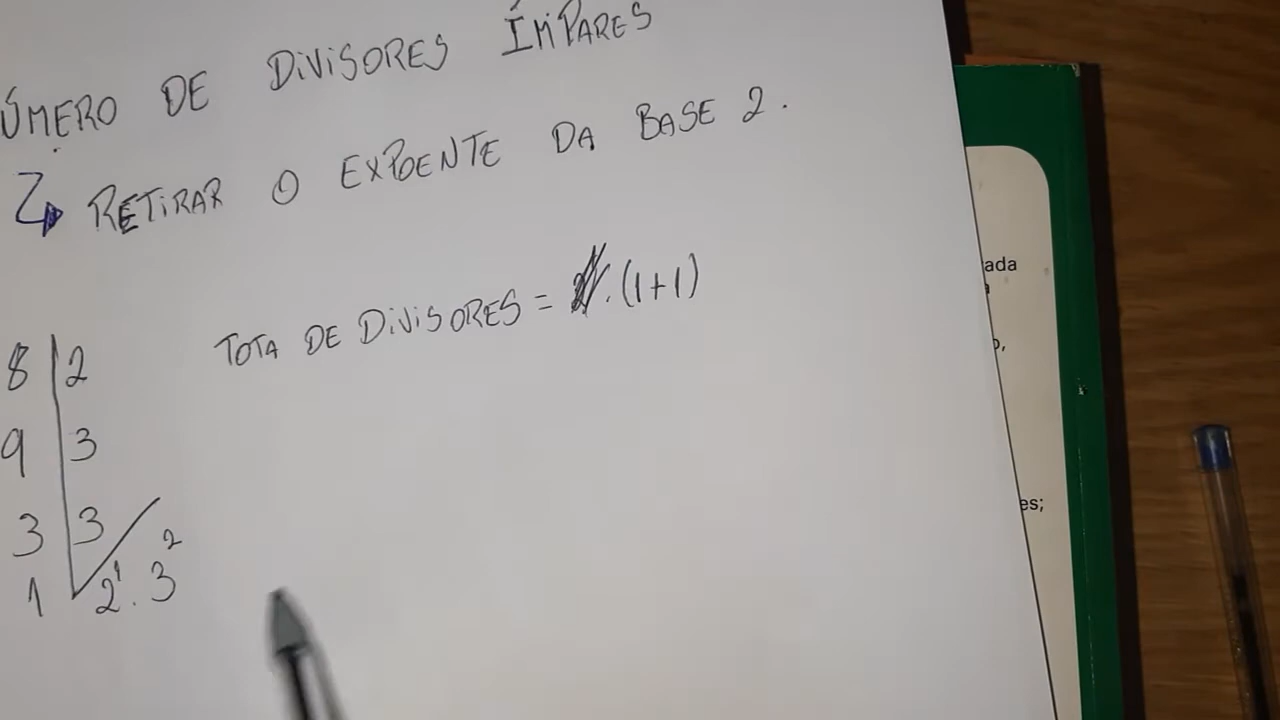 ÚMERO DE DIVISORES ÍMPARES
RETIRAR O EXPOENTE DA BASE 2.
TOTA DE DIVISORES = . (1+1)
8 | 2
9 | 3
3 | 3
1 2¹. 3²
ada
o,
es;